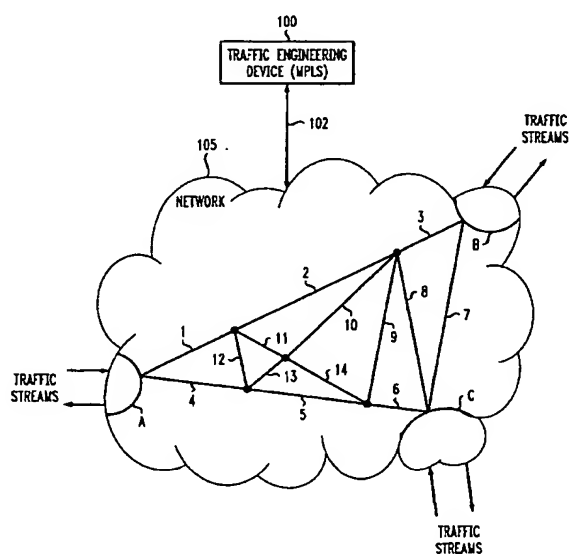 100
TRAFFIC ENGINEERING
DEVICE (MPLS)
102
105
NETWORK
TRAFFIC
STREAMS
B
3
2
1
10
9
8
7
11
12
13
14
4
5
6
C
A
TRAFFIC
STREAMS
TRAFFIC
STREAMS